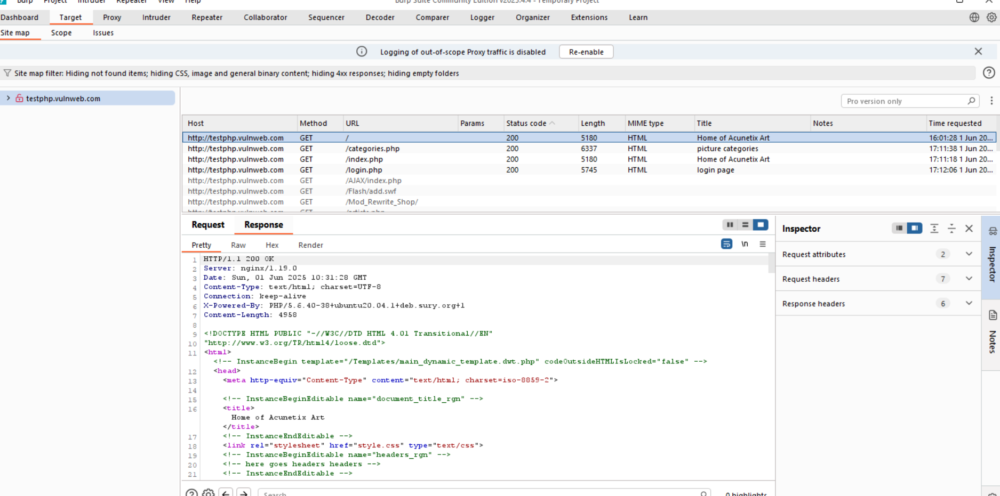 Burp Project Intruder Repeater View Help Burp Suite Community Edition v2025.4.4 - Temporary Project
Dashboard Target Proxy Intruder Repeater Collaborator Sequencer Decoder Comparer Logger Organizer Extensions Learn
Site map Scope Issues
Logging of out-of-scope Proxy traffic is disabled Re-enable
Site map filter: Hiding not found items; hiding CSS, image and general binary content; hiding 4xx responses; hiding empty folders
testphp.vulnweb.com
Pro version only
Host Method URL Params Status code Length MIME type Title Notes Time requested
http://testphp.vulnweb.com GET / 200 5180 HTML Home of Acunetix Art 16:01:28 1 Jun 20...
http://testphp.vulnweb.com GET /categories.php 200 6337 HTML picture categories 17:11:38 1 Jun 20...
http://testphp.vulnweb.com GET /index.php 200 5180 HTML Home of Acunetix Art 17:11:18 1 Jun 20...
http://testphp.vulnweb.com GET /login.php 200 5745 HTML login page 17:12:06 1 Jun 20...
http://testphp.vulnweb.com GET /AJAX/index.php
http://testphp.vulnweb.com GET /Flash/add.swf
http://testphp.vulnweb.com GET /Mod_Rewrite_Shop/
http://testphp.vulnweb.com GET /artists.php
Request Response
Pretty Raw Hex Render \n
1 HTTP/1.1 200 OK
2 Server: nginx/1.19.0
3 Date: Sun, 01 Jun 2025 10:31:28 GMT
4 Content-Type: text/html; charset=UTF-8
5 Connection: keep-alive
6 X-Powered-By: PHP/5.6.40-38+ubuntu20.04.1+deb.sury.org+1
7 Content-Length: 4958
8
9 <!DOCTYPE HTML PUBLIC "-//W3C//DTD HTML 4.01 Transitional//EN"
10 "http://www.w3.org/TR/html4/loose.dtd">
11 <html>
<!-- InstanceBegin template="/Templates/main_dynamic_template.dwt.php" codeOutsideHTMLIsLocked="false" -->
12 <head>
13 <meta http-equiv="Content-Type" content="text/html; charset=iso-8859-2">
14
15 <!-- InstanceBeginEditable name="document_title_rgn" -->
16 <title>
Home of Acunetix Art
</title>
17 <!-- InstanceEndEditable -->
18 <link rel="stylesheet" href="style.css" type="text/css">
19 <!-- InstanceBeginEditable name="headers_rgn" -->
20 <!-- here goes headers headers -->
21 <!-- InstanceEndEditable -->
Search 0 highlights
Inspector
Request attributes 2
Request headers 7
Response headers 6
Inspector
Notes